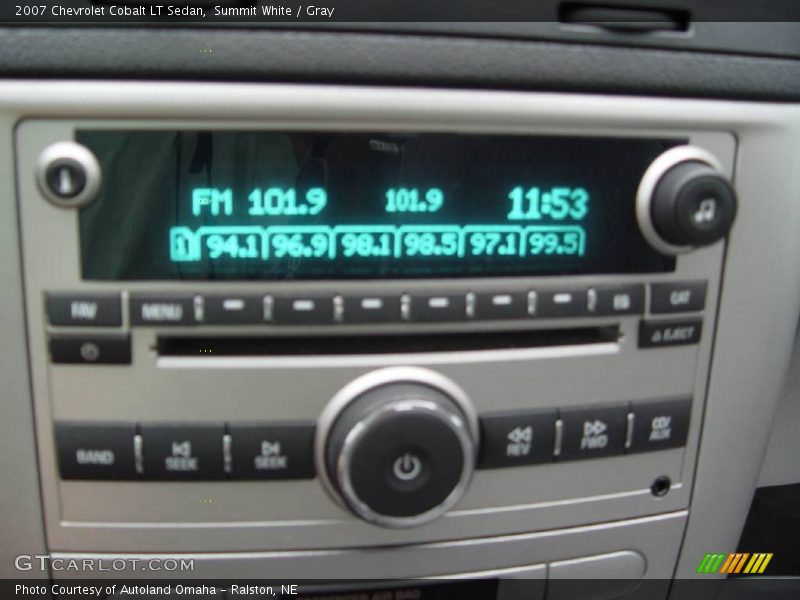 2007 Chevrolet Cobalt LT Sedan, Summit White / Gray
FM 101.9 101.9 11:53
1 94.1 96.9 98.1 98.5 97.1 99.5
FAV MENU EQ CAT
EJECT
BAND SEEK SEEK REV FWD CD/AUX
GTCARLOT.COM
Photo Courtesy of Autoland Omaha - Ralston, NE